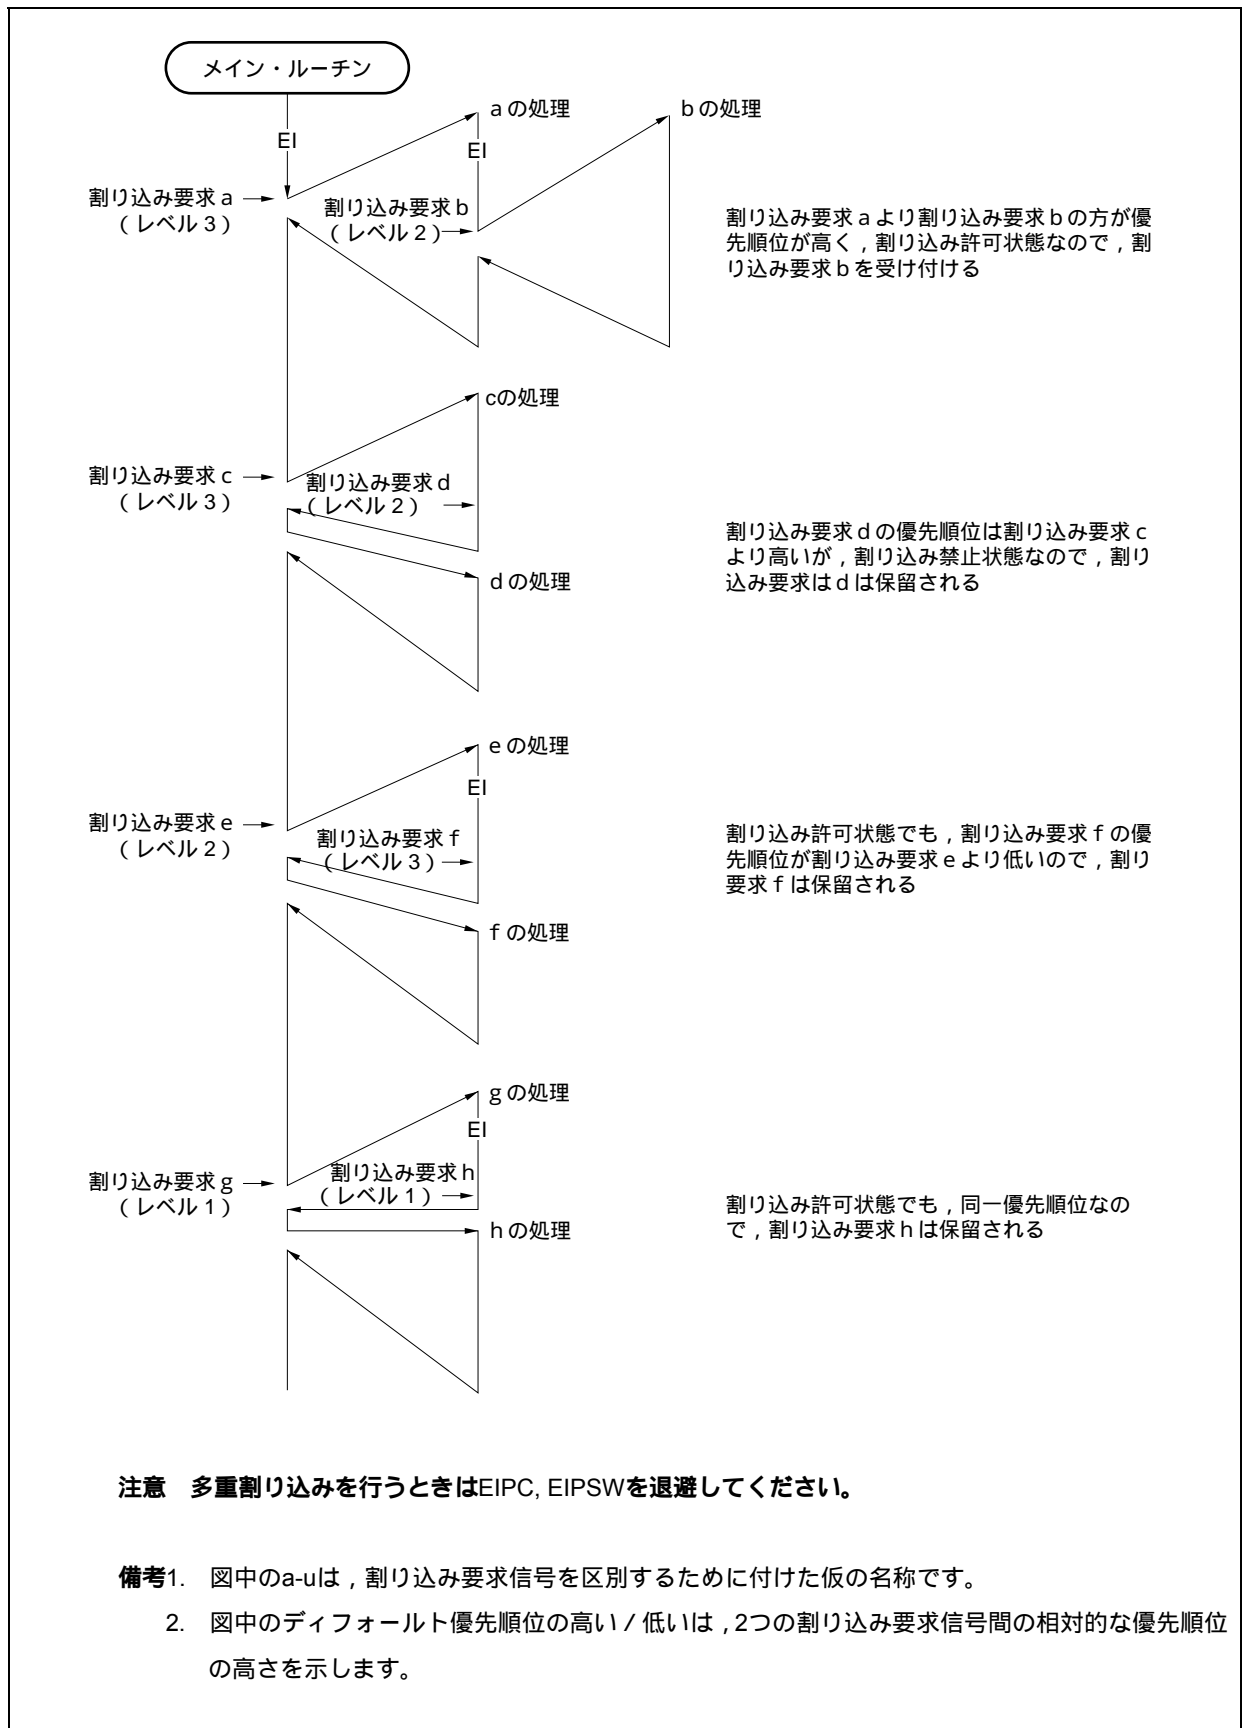 メイン・ルーチン
aの処理
bの処理
EI
EI
割り込み要求a
(レベル3)
割り込み要求b
(レベル2)
割り込み要求aより割り込み要求bの方が優
先順位が高く,割り込み許可状態なので,割
り込み要求bを受け付ける
cの処理
割り込み要求c
(レベル3)
割り込み要求d
(レベル2)
割り込み要求dの優先順位は割り込み要求c
より高いが,割り込み禁止状態なので,割り
込み要求はdは保留される
dの処理
eの処理
EI
割り込み要求e
(レベル2)
割り込み要求f
(レベル3)
割り込み許可状態でも,割り込み要求fの優
先順位が割り込み要求eより低いので,割り
要求fは保留される
fの処理
gの処理
EI
割り込み要求g
(レベル1)
割り込み要求h
(レベル1)
割り込み許可状態でも,同一優先順位なの
で,割り込み要求hは保留される
hの処理
注意 多重割り込みを行うときはEIPC, EIPSWを退避してください。
備考1. 図中のa-uは,割り込み要求信号を区別するために付けた仮の名称です。
2. 図中のディフォールト優先順位の高い/低いは,2つの割り込み要求信号間の相対的な優先順位
の高さを示します。